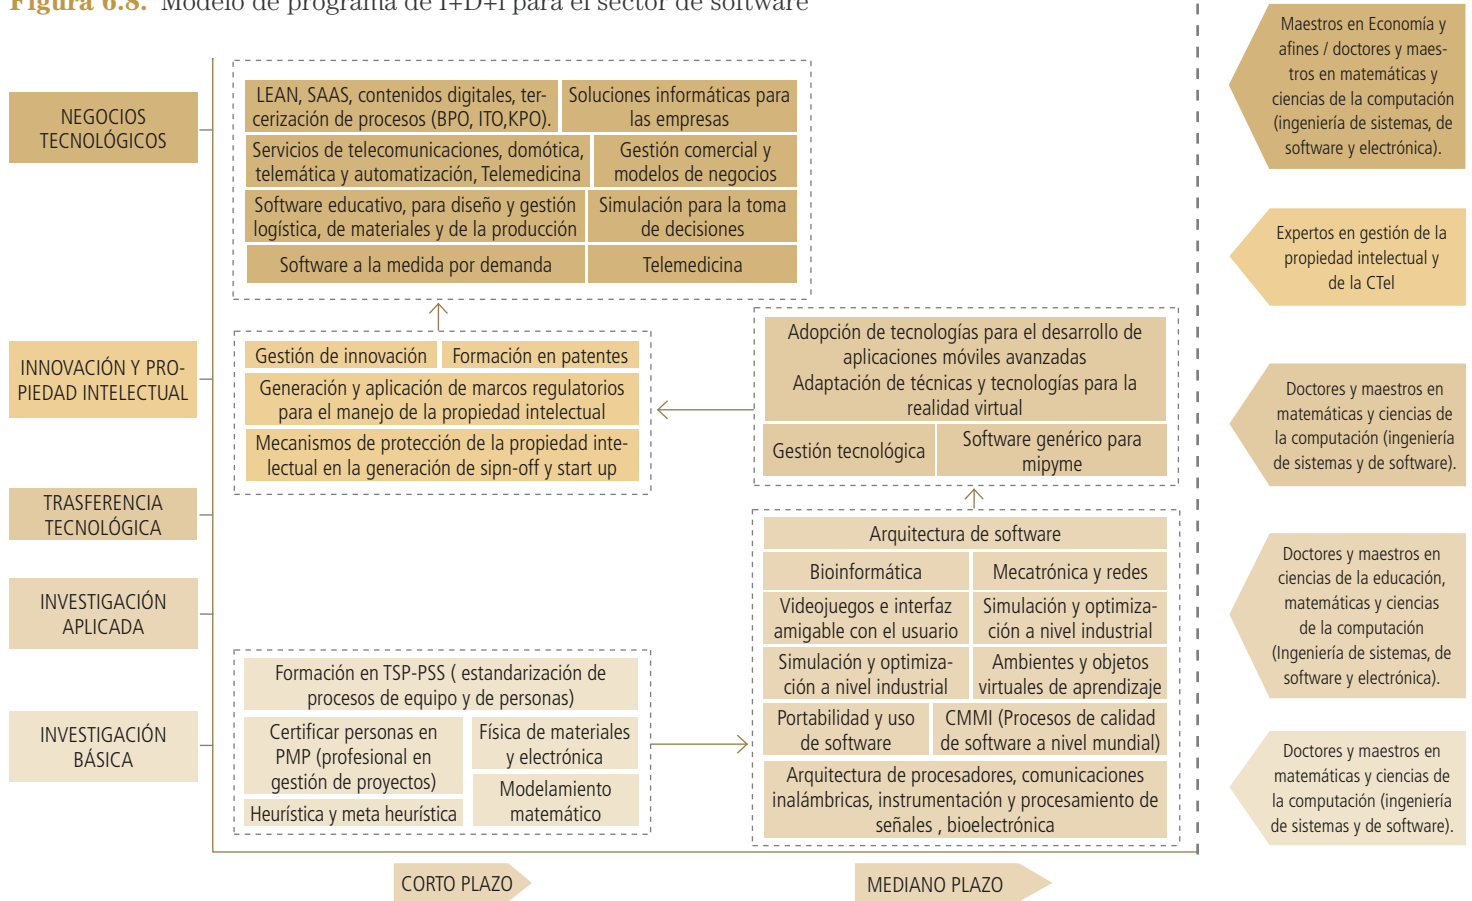 Figura 6.8. Modelo de programa de I+D+i para el sector de software
NEGOCIOS
TECNOLÓGICOS
INNOVACIÓN Y PRO-
PIEDAD INTELECTUAL
TRASFERENCIA
TECNOLÓGICA
INVESTIGACIÓN
APLICADA
INVESTIGACIÓN
BÁSICA
LEAN, SAAS, contenidos digitales, ter-
cerización de procesos (BPO, ITO,KPO).
Soluciones informáticas para
las empresas
Servicios de telecomunicaciones, domótica,
telemática y automatización, Telemedicina
Gestión comercial y
modelos de negocios
Software educativo, para diseño y gestión
logística, de materiales y de la producción
Simulación para la toma
de decisiones
Software a la medida por demanda
Telemedicina
Gestión de innovación
Formación en patentes
Generación y aplicación de marcos regulatorios
para el manejo de la propiedad intelectual
Mecanismos de protección de la propiedad inte-
lectual en la generación de sipn-off y start up
Adopción de tecnologías para el desarrollo de
aplicaciones móviles avanzadas
Adaptación de técnicas y tecnologías para la
realidad virtual
Gestión tecnológica
Software genérico para
mipyme
Arquitectura de software
Bioinformática
Mecatrónica y redes
Videojuegos e interfaz
amigable con el usuario
Simulación y optimiza-
ción a nivel industrial
Simulación y optimiza-
ción a nivel industrial
Ambientes y objetos
virtuales de aprendizaje
Portabilidad y uso
de software
CMMI (Procesos de calidad
de software a nivel mundial)
Arquitectura de procesadores, comunicaciones
inalámbricas, instrumentación y procesamiento de
señales , bioelectrónica
Formación en TSP-PSS ( estandarización de
procesos de equipo y de personas)
Certificar personas en
PMP (profesional en
gestión de proyectos)
Física de materiales
y electrónica
Heurística y meta heurística
Modelamiento
matemático
CORTO PLAZO
MEDIANO PLAZO
Maestros en Economía y
afines / doctores y maes-
tros en matemáticas y
ciencias de la computación
(ingeniería de sistemas, de
software y electrónica).
Expertos en gestión de la
propiedad intelectual y
de la CTeI
Doctores y maestros en
matemáticas y ciencias de
la computación (ingeniería
de sistemas y de software).
Doctores y maestros en
ciencias de la educación,
matemáticas y ciencias
de la computación
(Ingeniería de sistemas, de
software y electrónica).
Doctores y maestros en
matemáticas y ciencias de
la computación (ingeniería
de sistemas y de software).